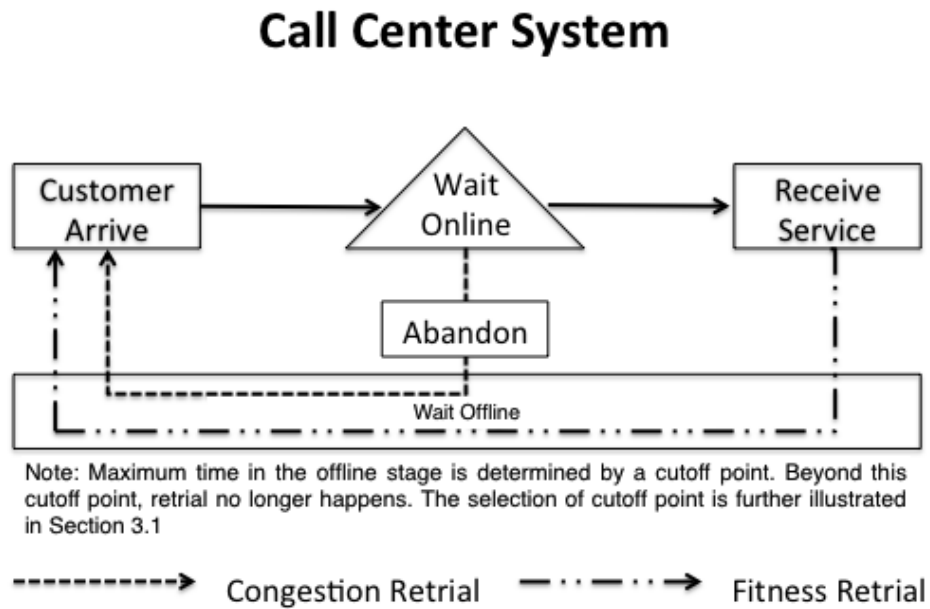 Call Center System
Customer
Arrive
Wait
Online
Receive
Service
Abandon
Wait Offline
Note: Maximum time in the offline stage is determined by a cutoff point. Beyond this
cutoff point, retrial no longer happens. The selection of cutoff point is further illustrated
in Section 3.1
Congestion Retrial
Fitness Retrial